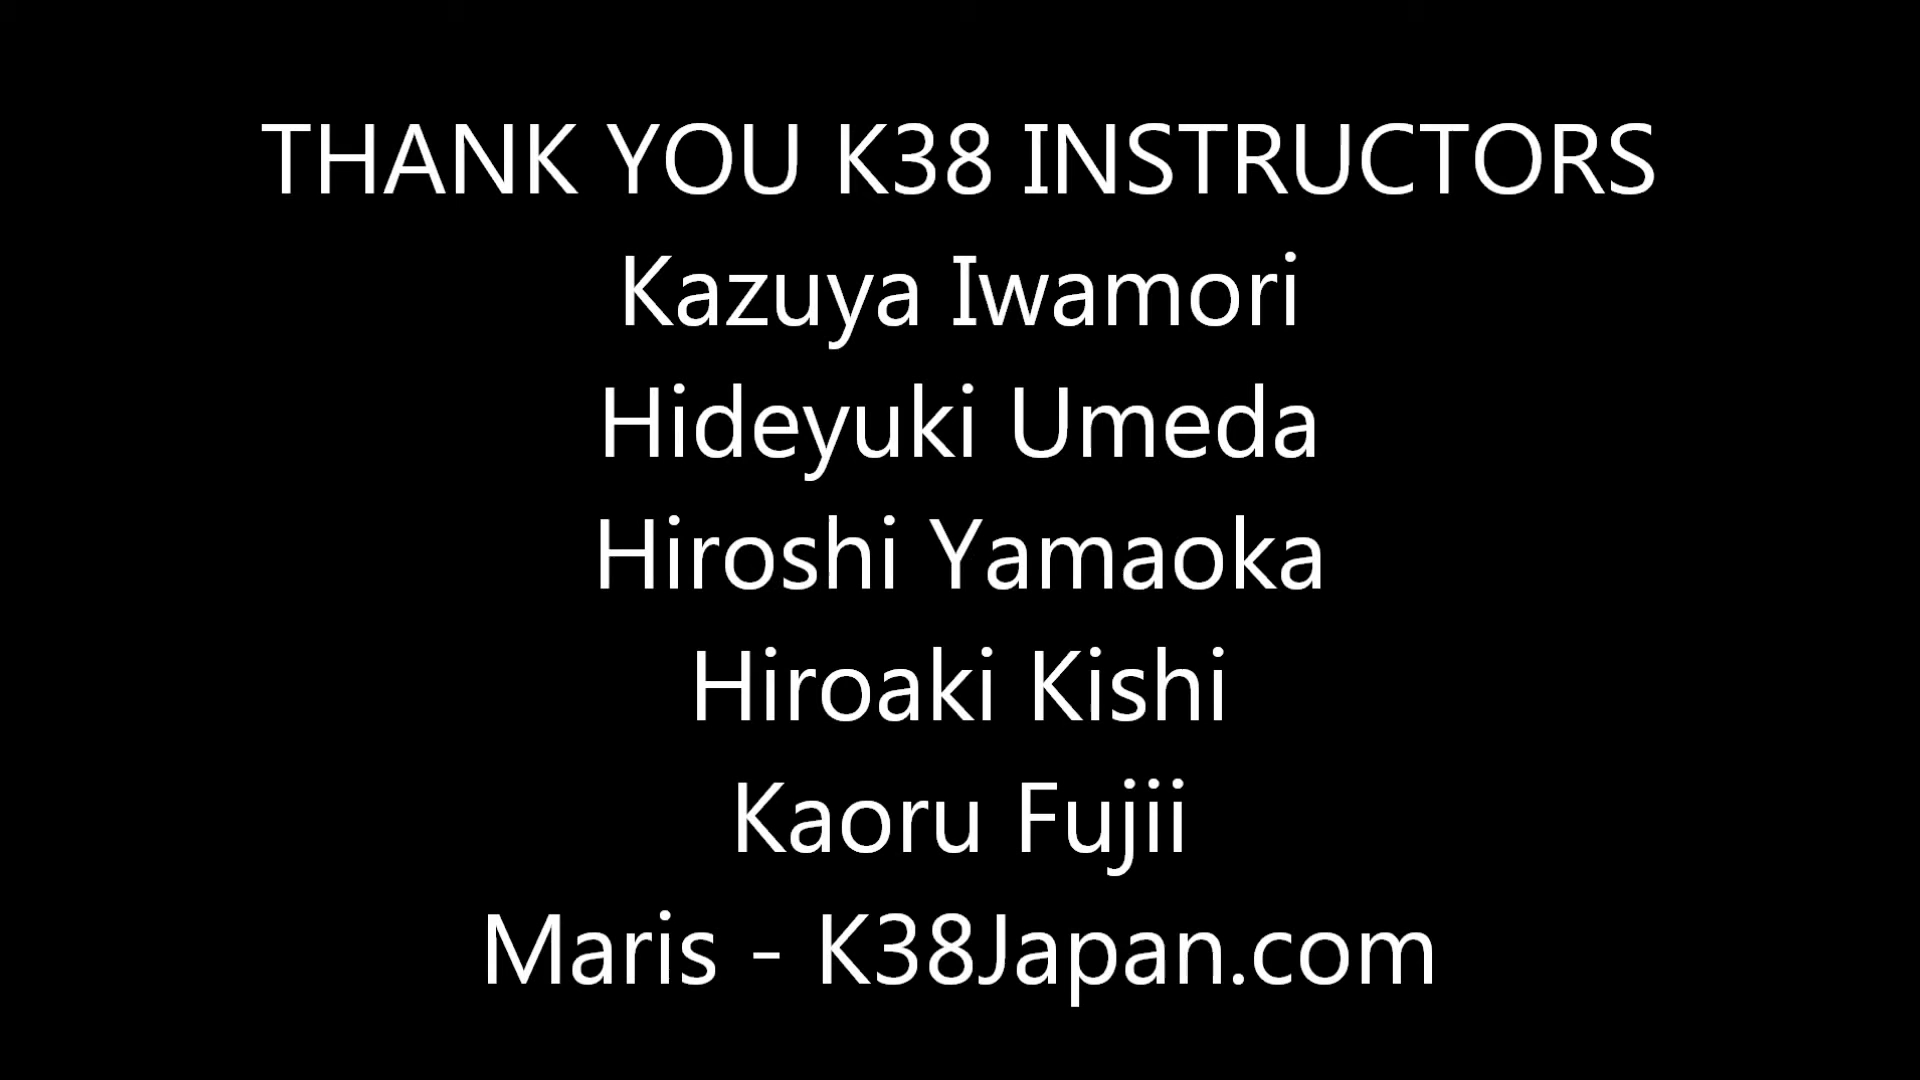 THANK YOU K38 INSTRUCTORS
Kazuya Iwamori
Hideyuki Umeda
Hiroshi Yamaoka
Hiroaki Kishi
Kaoru Fujii
Maris - K38Japan.com